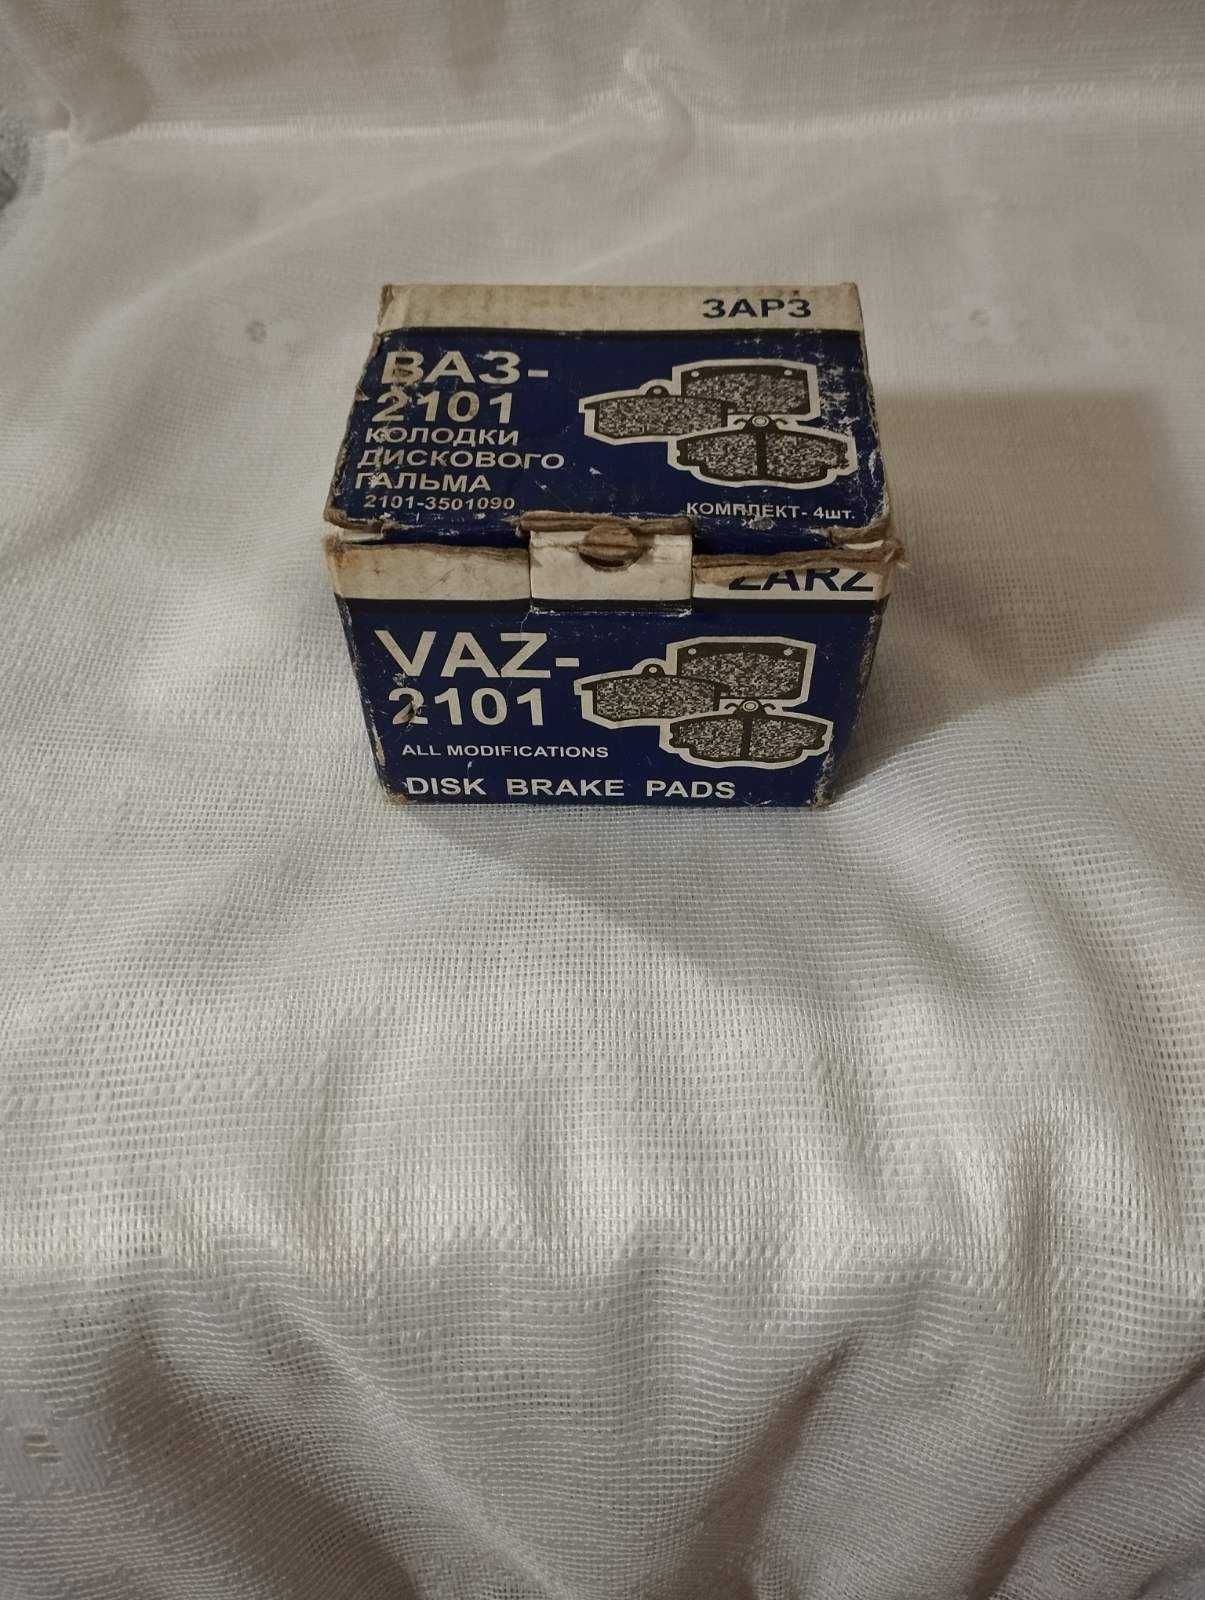 ЗАРЗ
ВАЗ-
2101
КОЛОДКИ
ДИСКОВОГО
ГАЛЬМА
2101-3501090
КОМПЛЕКТ- 4шт.
ZARZ
VAZ-
2101
ALL MODIFICATIONS
DISK BRAKE PADS